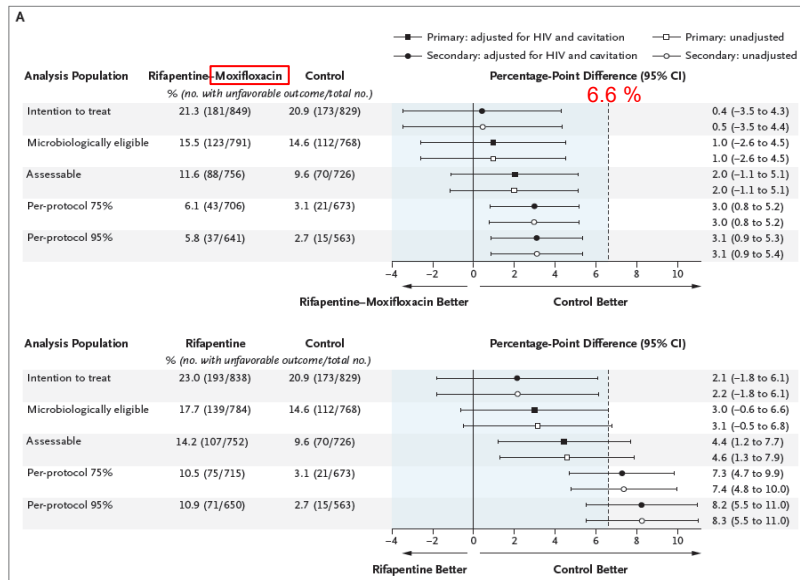 A
Primary: adjusted for HIV and cavitation Primary: unadjusted
Secondary: adjusted for HIV and cavitation Secondary: unadjusted
Analysis Population Rifapentine–Moxifloxacin Control Percentage-Point Difference (95% CI)
% (no. with unfavorable outcome/total no.)
6.6 %
Intention to treat 21.3 (181/849) 20.9 (173/829) 0.4 (−3.5 to 4.3)
0.5 (−3.5 to 4.4)
Microbiologically eligible 15.5 (123/791) 14.6 (112/768) 1.0 (−2.6 to 4.5)
1.0 (−2.6 to 4.5)
Assessable 11.6 (88/756) 9.6 (70/726) 2.0 (−1.1 to 5.1)
2.0 (−1.1 to 5.1)
Per-protocol 75% 6.1 (43/706) 3.1 (21/673) 3.0 (0.8 to 5.2)
3.0 (0.8 to 5.2)
Per-protocol 95% 5.8 (37/641) 2.7 (15/563) 3.1 (0.9 to 5.3)
3.1 (0.9 to 5.4)
−4 −2 0 2 4 6 8 10
Rifapentine–Moxifloxacin Better Control Better
Analysis Population Rifapentine Control Percentage-Point Difference (95% CI)
% (no. with unfavorable outcome/total no.)
Intention to treat 23.0 (193/838) 20.9 (173/829) 2.1 (−1.8 to 6.1)
2.2 (−1.8 to 6.1)
Microbiologically eligible 17.7 (139/784) 14.6 (112/768) 3.0 (−0.6 to 6.6)
3.1 (−0.5 to 6.8)
Assessable 14.2 (107/752) 9.6 (70/726) 4.4 (1.2 to 7.7)
4.6 (1.3 to 7.9)
Per-protocol 75% 10.5 (75/715) 3.1 (21/673) 7.3 (4.7 to 9.9)
7.4 (4.8 to 10.0)
Per-protocol 95% 10.9 (71/650) 2.7 (15/563) 8.2 (5.5 to 11.0)
8.3 (5.5 to 11.0)
−4 −2 0 2 4 6 8 10
Rifapentine Better Control Better